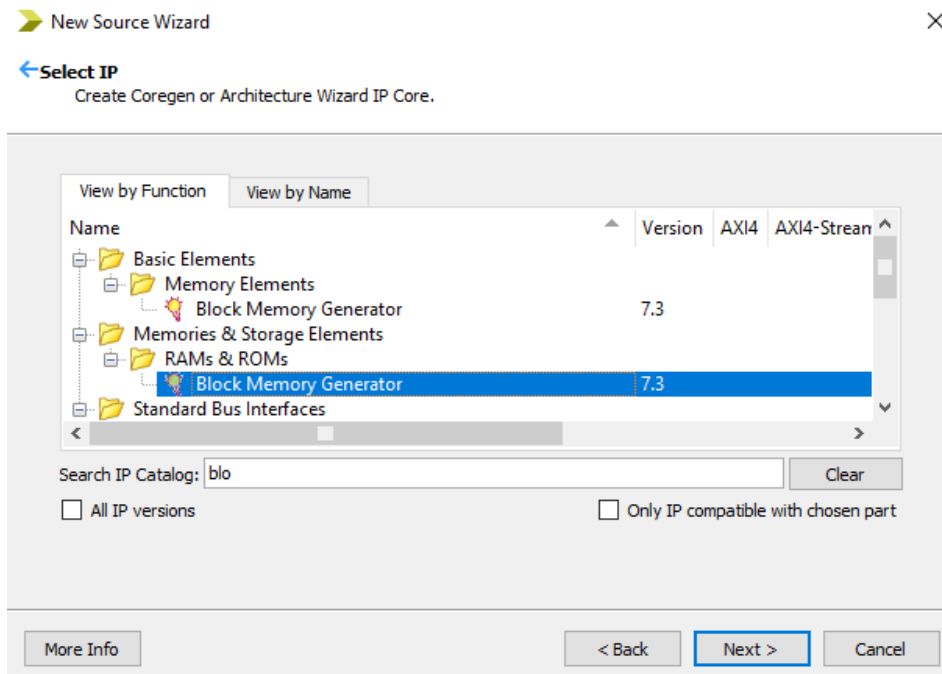 New Source Wizard
Select IP
Create Coregen or Architecture Wizard IP Core.
View by Function View by Name
Name Version AXI4 AXI4-Stream
Basic Elements
Memory Elements
Block Memory Generator 7.3
Memories & Storage Elements
RAMs & ROMs
Block Memory Generator 7.3
Standard Bus Interfaces
Search IP Catalog: blo Clear
All IP versions Only IP compatible with chosen part
More Info < Back Next > Cancel